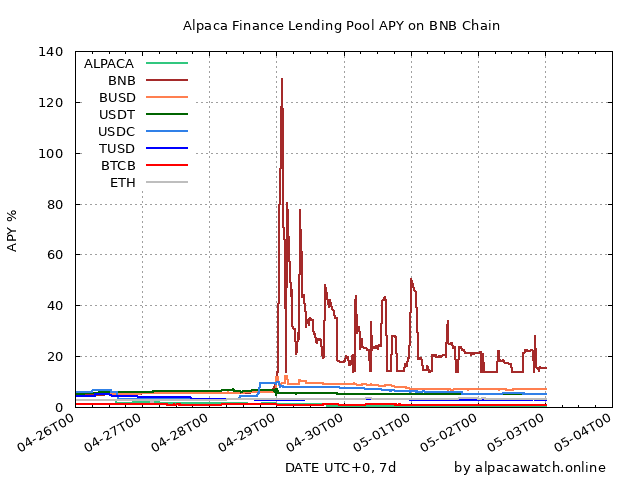 Alpaca Finance Lending Pool APY on BNB Chain
140
120
100
80
60
40
20
0
APY %
ALPACA
BNB
BUSD
USDT
USDC
TUSD
BTCB
ETH
04-26T00
04-27T00
04-28T00
04-29T00
04-30T00
05-01T00
05-02T00
05-03T00
05-04T00
DATE UTC+0, 7d
by alpacawatch.online